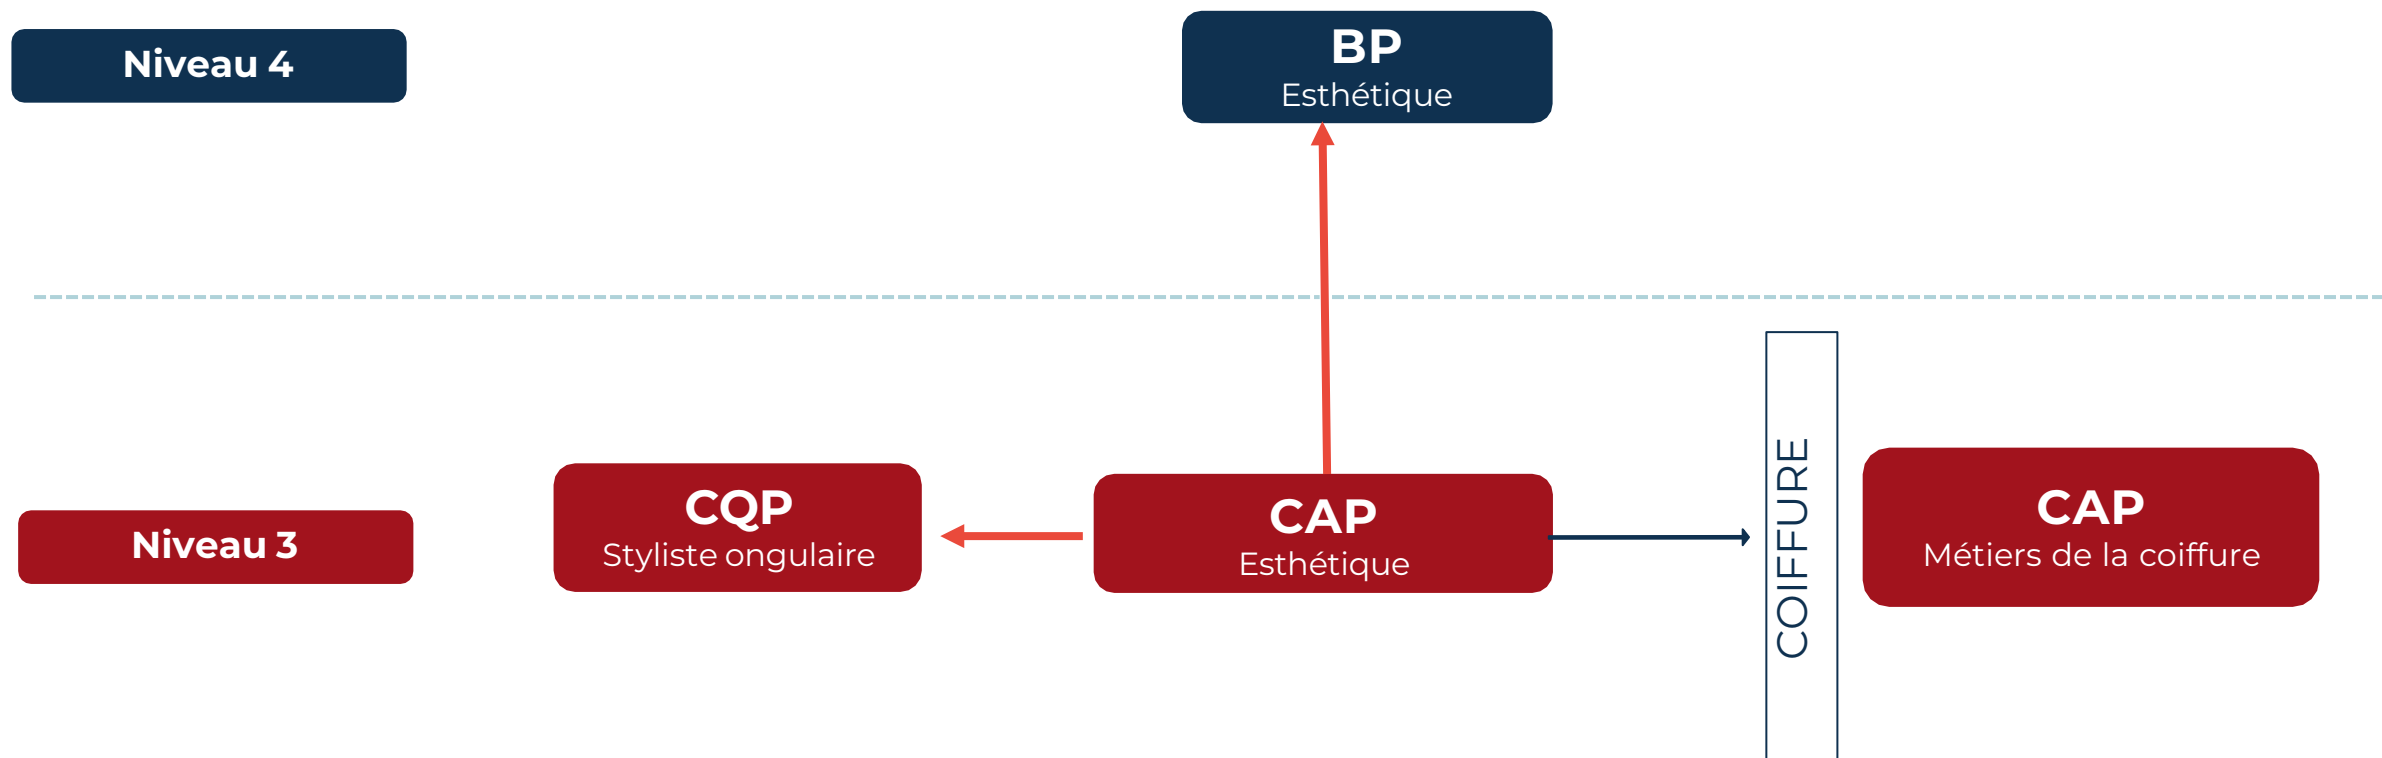 Niveau 4
BP
Esthétique
Niveau 3
CQP
Styliste ongulaire
CAP
Esthétique
COIFFURE
CAP
Métiers de la coiffure